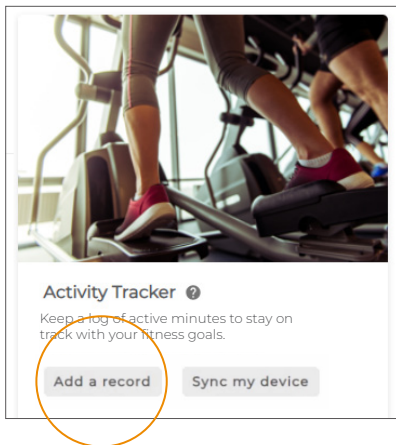 Activity Tracker ?
Keep a log of active minutes to stay on
track with your fitness goals.
Add a record
Sync my device